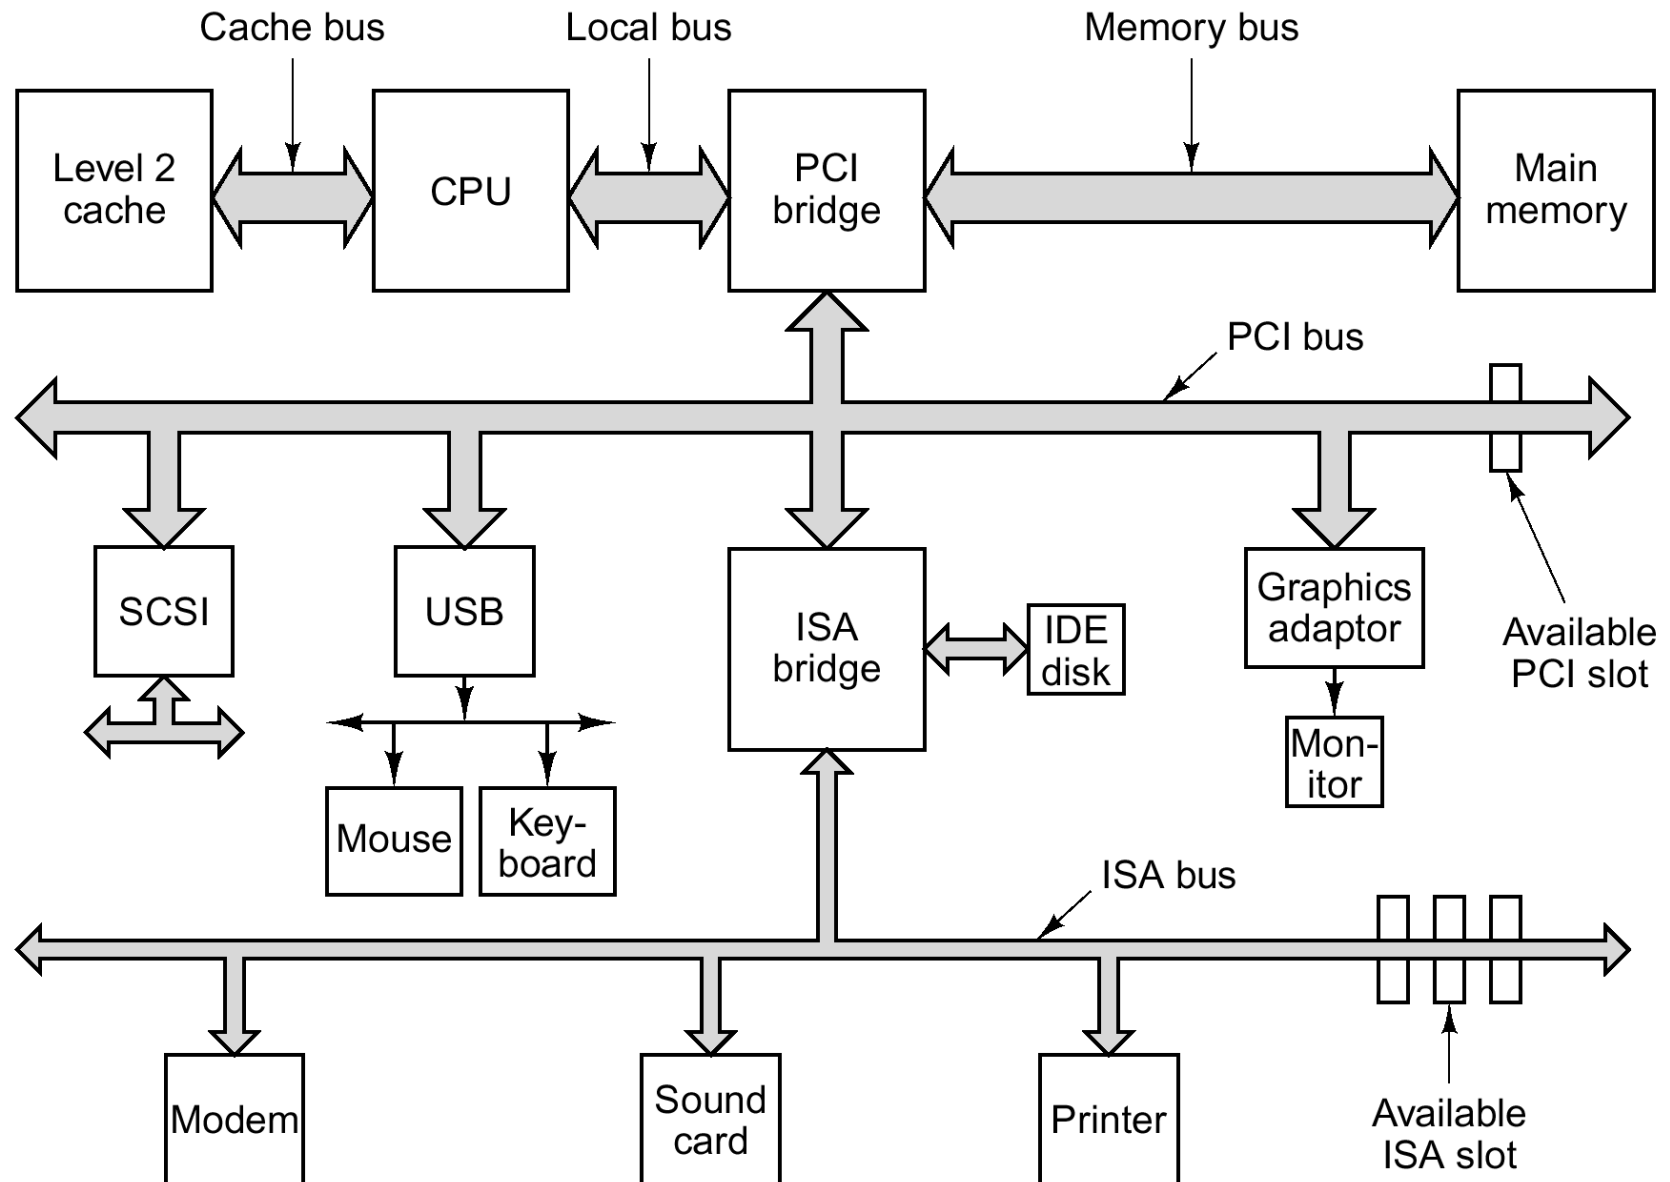 Cache bus
Local bus
Memory bus
Level 2
cache
CPU
PCI
bridge
Main
memory
PCI bus
SCSI
USB
ISA
bridge
IDE
disk
Graphics
adaptor
Available
PCI slot
Mon-
itor
Mouse
Key-
board
ISA bus
Modem
Sound
card
Printer
Available
ISA slot